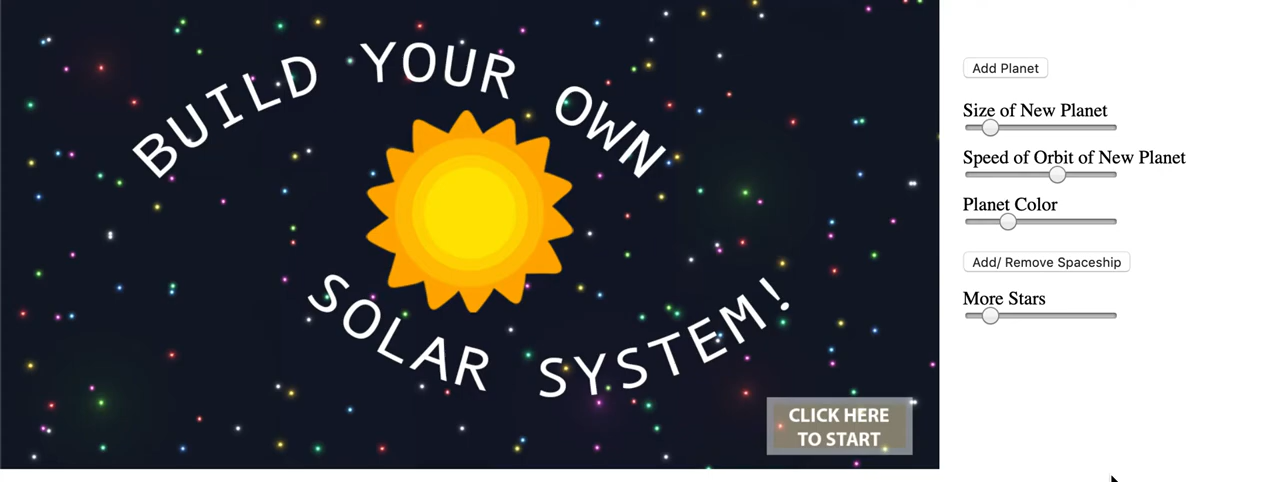 BUILD YOUR OWN
SOLAR SYSTEM!
CLICK HERE
TO START
Add Planet
Size of New Planet
Speed of Orbit of New Planet
Planet Color
Add/ Remove Spaceship
More Stars